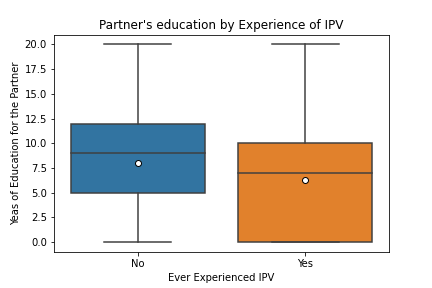 Partner's education by Experience of IPV
Yeas of Education for the Partner
20.0
17.5
15.0
12.5
10.0
7.5
5.0
2.5
0.0
No
Yes
Ever Experienced IPV